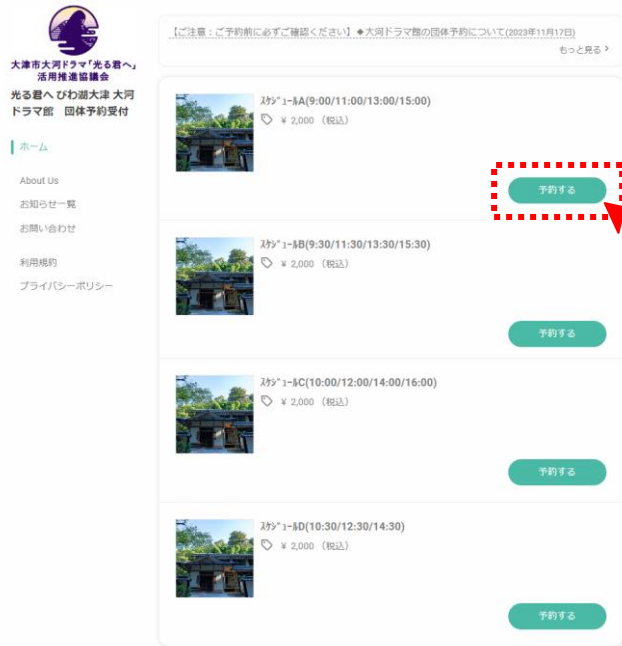 大津市大河ドラマ「光る君へ」
活用推進協議会
光る君へ びわ湖大津 大河
ドラマ館 団体予約受付
ホーム
About Us
お知らせ一覧
お問い合わせ
利用規約
プライバシーポリシー
【ご注意:ご予約前に必ずご確認ください】◆大河ドラマ館の団体予約について(2023年11月17日)
もっと見る >
スケジュールA(9:00/11:00/13:00/15:00)
¥ 2,000 (税込)
予約する
スケジュールB(9:30/11:30/13:30/15:30)
¥ 2,000 (税込)
予約する
スケジュールC(10:00/12:00/14:00/16:00)
¥ 2,000 (税込)
予約する
スケジュールD(10:30/12:30/14:30)
¥ 2,000 (税込)
予約する